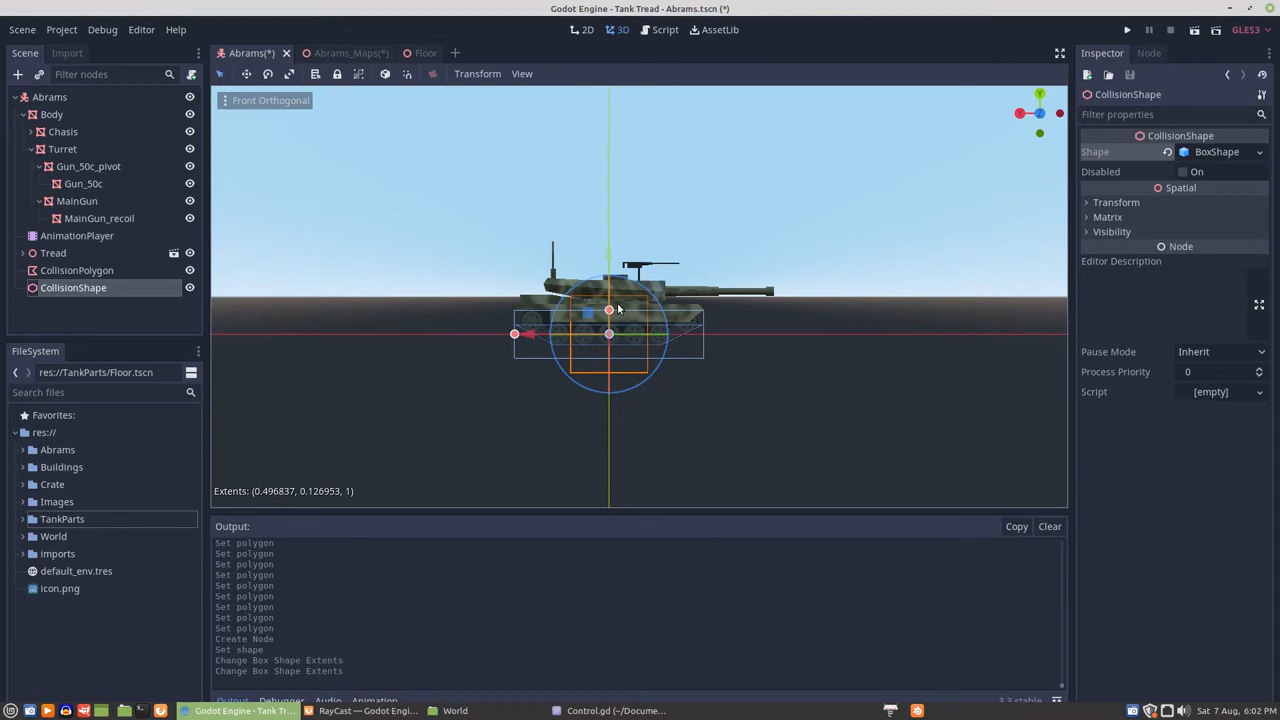 Godot Engine - Tank Tread - Abrams.tscn (*)
Scene Project Debug Editor Help
2D 3D Script AssetLib
GLES3
Scene Import
Abrams(*) Abrams_Maps(*) Floor
Inspector Node
Filter nodes
Transform View
Abrams
Body
Chasis
Turret
Gun_50c_pivot
Gun_50c
MainGun
MainGun_recoil
AnimationPlayer
Tread
CollisionPolygon
CollisionShape
Front Orthogonal
Y
Z
Extents: (0.496837, 0.126953, 1)
CollisionShape
Filter properties
CollisionShape
Shape BoxShape
Disabled On
Spatial
Transform
Matrix
Visibility
Node
Editor Description
Pause Mode Inherit
Process Priority 0
Script [empty]
FileSystem
res://TankParts/Floor.tscn
Search files
Favorites:
res://
Abrams
Buildings
Crate
Images
TankParts
World
imports
default_env.tres
icon.png
Output:
Copy Clear
Set polygon
Set polygon
Set polygon
Set polygon
Set polygon
Set polygon
Set polygon
Set polygon
Set polygon
Create Node
Set shape
Change Box Shape Extents
Change Box Shape Extents
Output Debugger Audio Animation
3.3.stable
Godot Engine - Tank Tr...
RayCast — Godot Engi...
World
Control.gd (~/Docume...
Sat 7 Aug, 6:02 PM